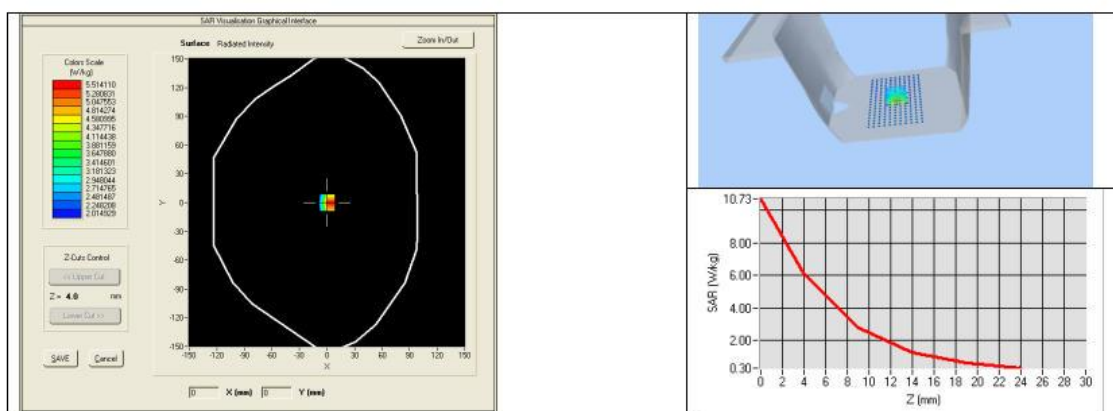 SAR Visualisation Graphical Interface
Surface Radiated Intensity
Zoom In/Out
Colors Scale
(W/kg)
5.514110
5.280831
5.047553
4.814274
4.580995
4.347716
4.114438
3.881159
3.647880
3.414601
3.181323
2.948044
2.714765
2.481487
2.248208
2.014929
Z-Cuts Control
<< Upper Cut
Z = 4.0 mm
Lower Cut >>
SAVE Cancel
150
120
90
60
30
0
-30
-60
-90
-120
-150
Y
-150 -120 -90 -60 -30 0 30 60 90 120 150
X
0 X (mm) 0 Y (mm)
10.73
8.00
6.00
4.00
2.00
0.30
SAR (W/kg)
0 2 4 6 8 10 12 14 16 18 20 22 24 26 28 30
Z (mm)